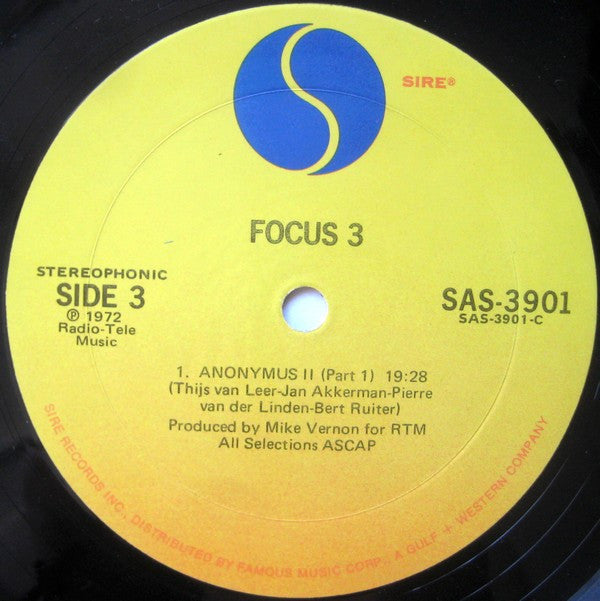 SIRE®
FOCUS 3
STEREOPHONIC
SIDE 3
Ⓟ 1972
Radio-Tele
Music
SAS-3901
SAS-3901-C
1. ANONYMUS II (Part 1) 19:28
(Thijs van Leer-Jan Akkerman-Pierre
van der Linden-Bert Ruiter)
Produced by Mike Vernon for RTM
All Selections ASCAP
SIRE RECORDS INC., DISTRIBUTED BY FAMOUS MUSIC CORP., A GULF + WESTERN COMPANY